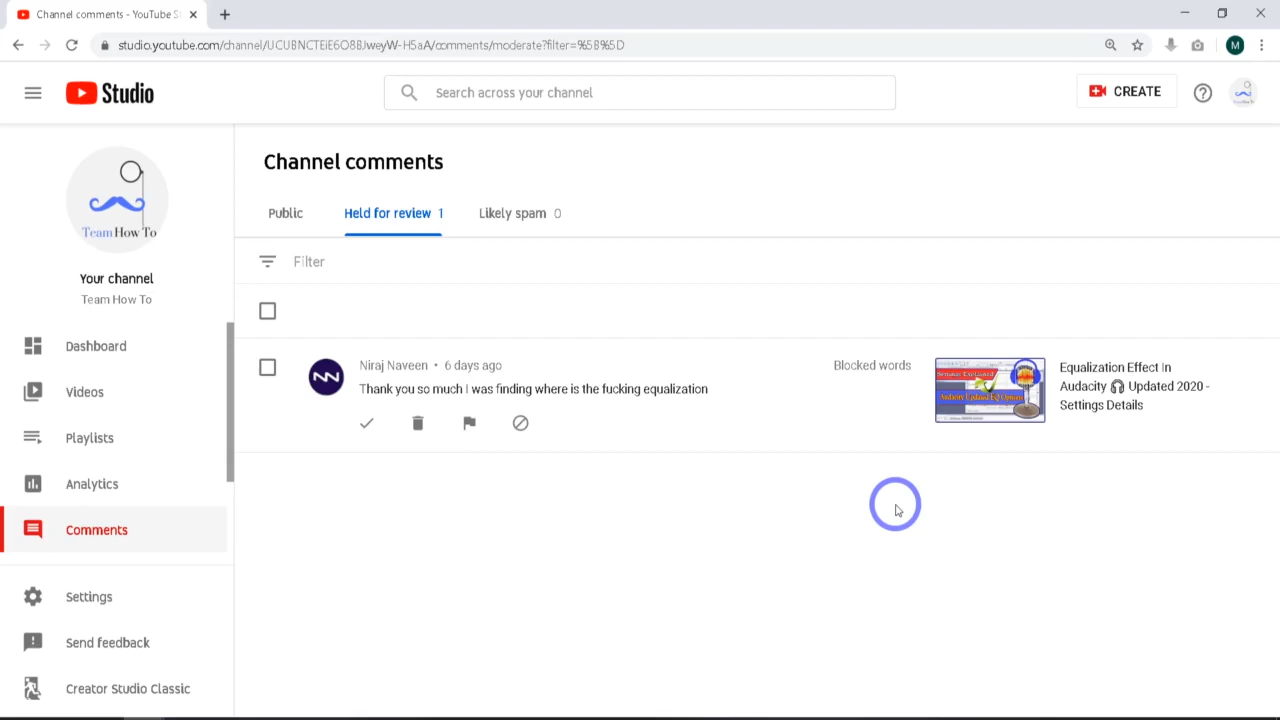 Channel comments - YouTube S
studio.youtube.com/channel/UCUBNCTEiE6O8BJweyW-H5aA/comments/moderate?filter=%5B%5D
M
Studio
Search across your channel
CREATE
Team How To
Your channel
Team How To
Dashboard
Videos
Playlists
Analytics
Comments
Settings
Send feedback
Creator Studio Classic
Channel comments
Public
Held for review 1
Likely spam 0
Filter
Niraj Naveen • 6 days ago
Thank you so much I was finding where is the fucking equalization
Blocked words
Audacity Updated EQ Options
Equalization Effect In
Audacity 🎧 Updated 2020 -
Settings Details